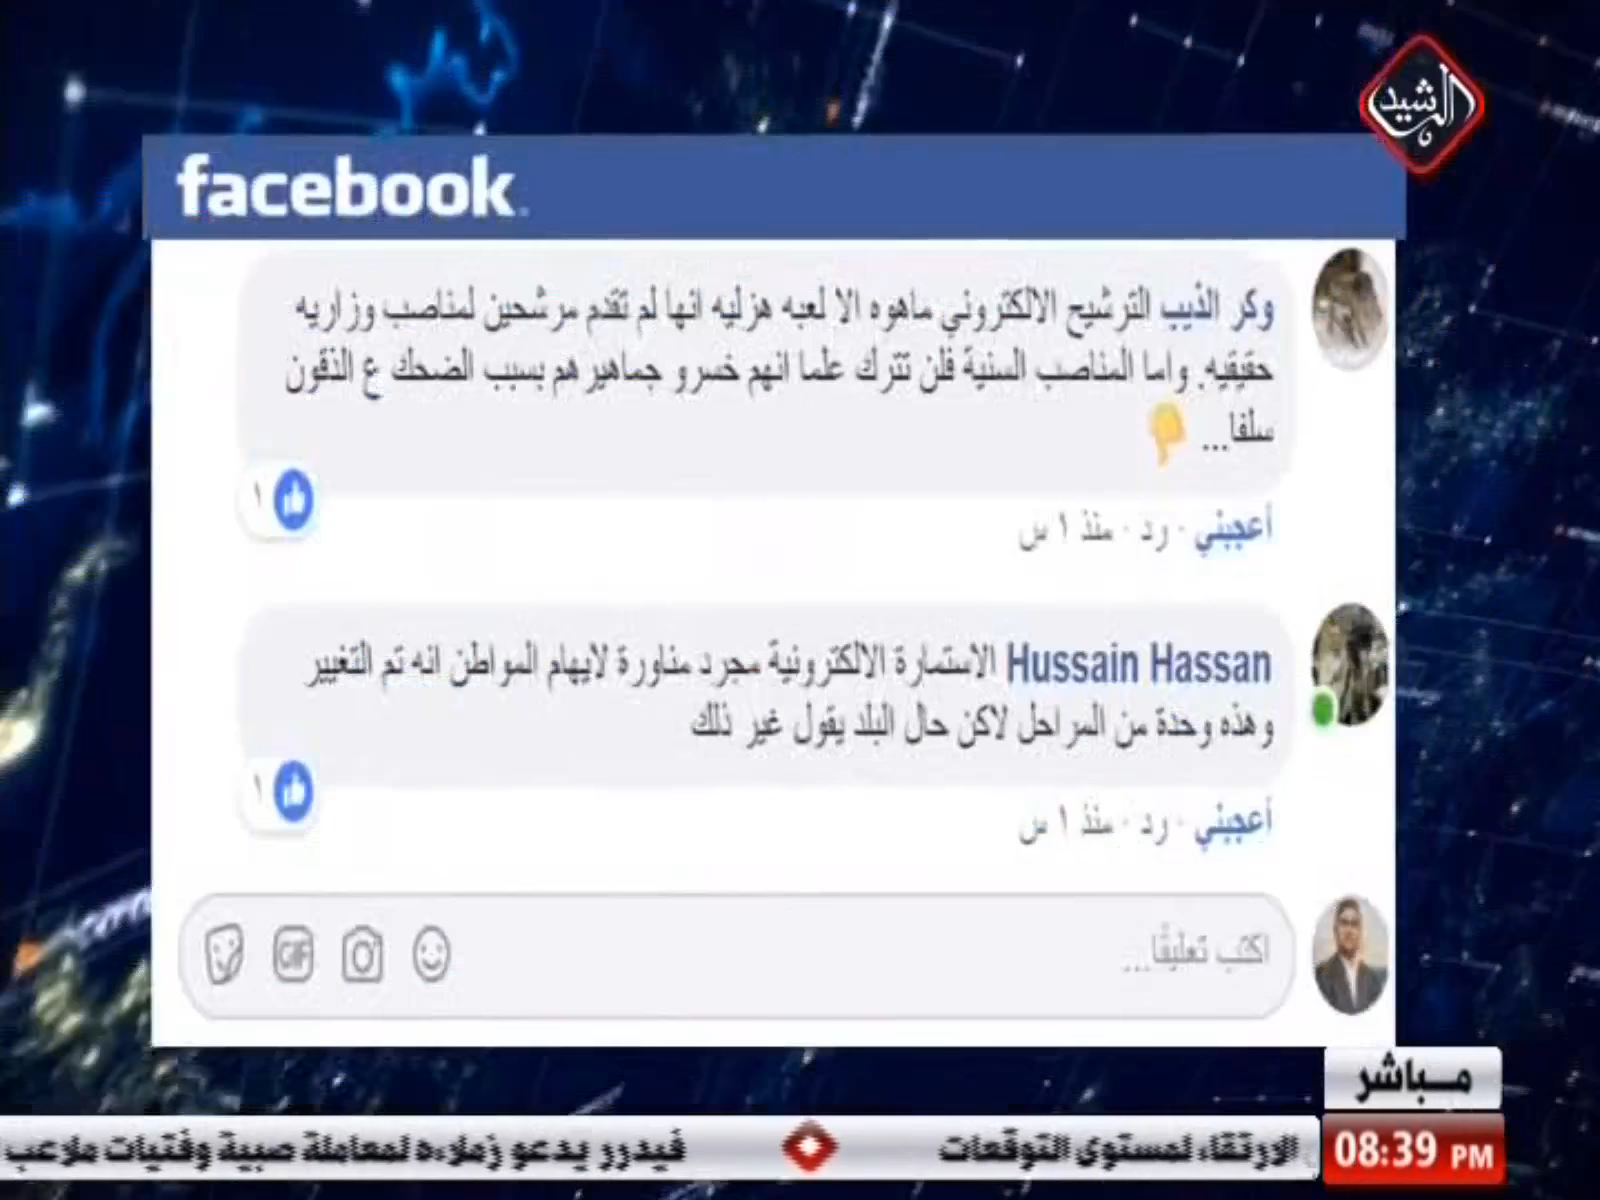 الرشيد
facebook
وكر الذيب الترشيح الالكتروني ماهوه الا لعبه هزليه انها لم تقدم مرشحين لمناصب وزاريه
حقيقيه. واما المناصب السنية فلن تترك علما انهم خسرو جماهيرهم بسبب الضحك ع الذقون
سلفا...
١
أعجبني · رد · منذ ١ س
Hussain Hassan الاستمارة الالكترونية مجرد مناورة لايهام المواطن انه تم التغيير
وهذه وحدة من المراحل لاكن حال البلد يقول غير ذلك
١
أعجبني · رد · منذ ١ س
اكتب تعليقًا...
GIF
مباشر
08:39 PM
الارتقاء لمستوى التوقعات
فيدرر يدعو زملاءه لمعاملة صبية وفتيات ملاعب